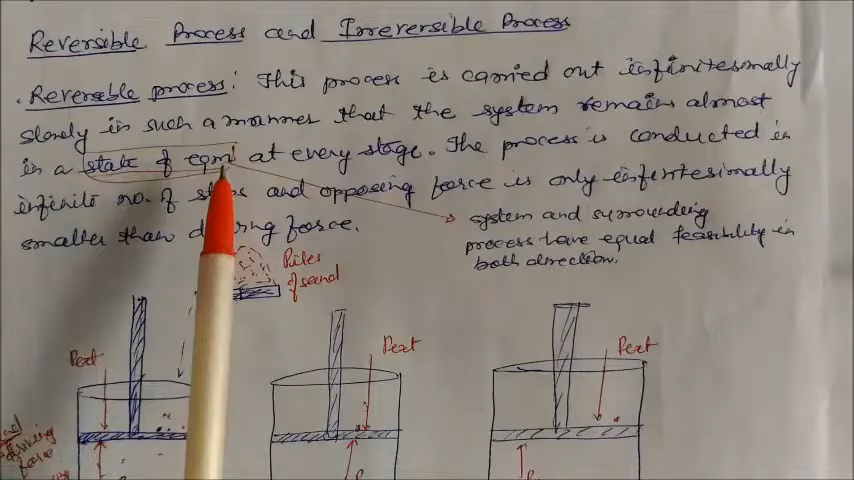 Reversible Process and Irreversible Process
Reversible process: This process is carried out infinitesimally
slowly in such a manner that the system remains almost
in a state of eqm at every stage. The process is conducted in
infinite no. of and opposing force is only infintesimally
smaller than force.
system and surrounding
process have equal feasibility in
both direction.
Piles
of sand
Pext
Pext
Pext
force